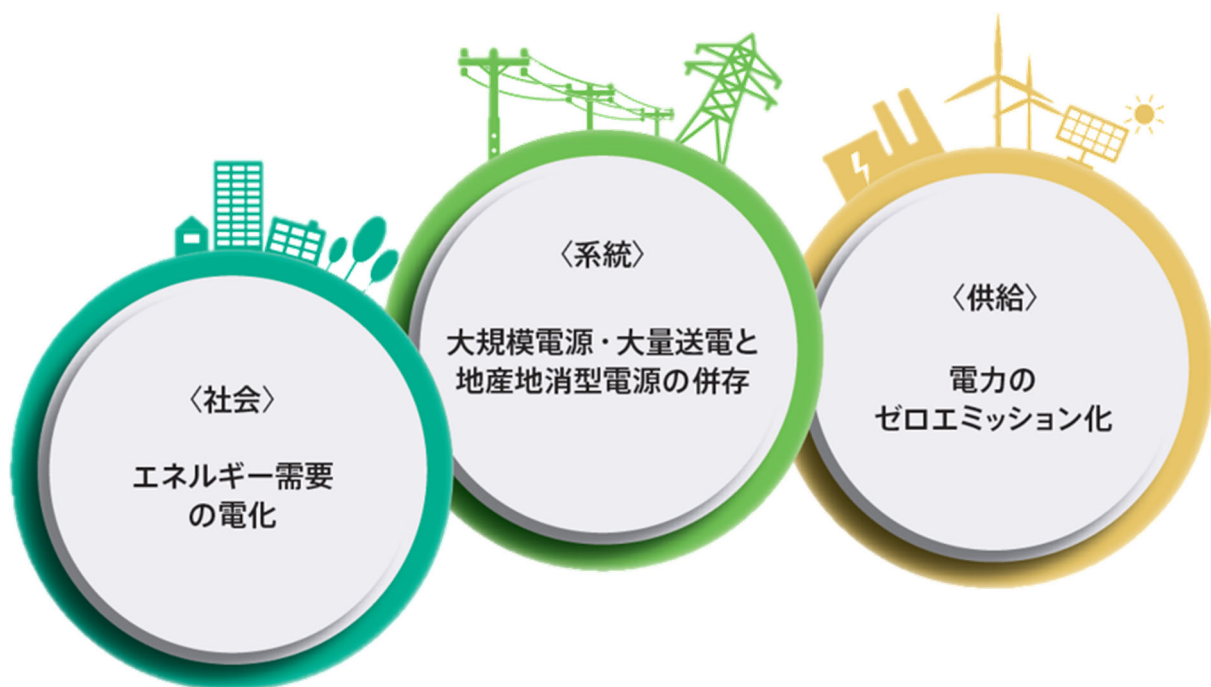 〈社会〉
エネルギー需要
の電化
〈系統〉
大規模電源・大量送電と
地産地消型電源の併存
〈供給〉
電力の
ゼロエミッション化